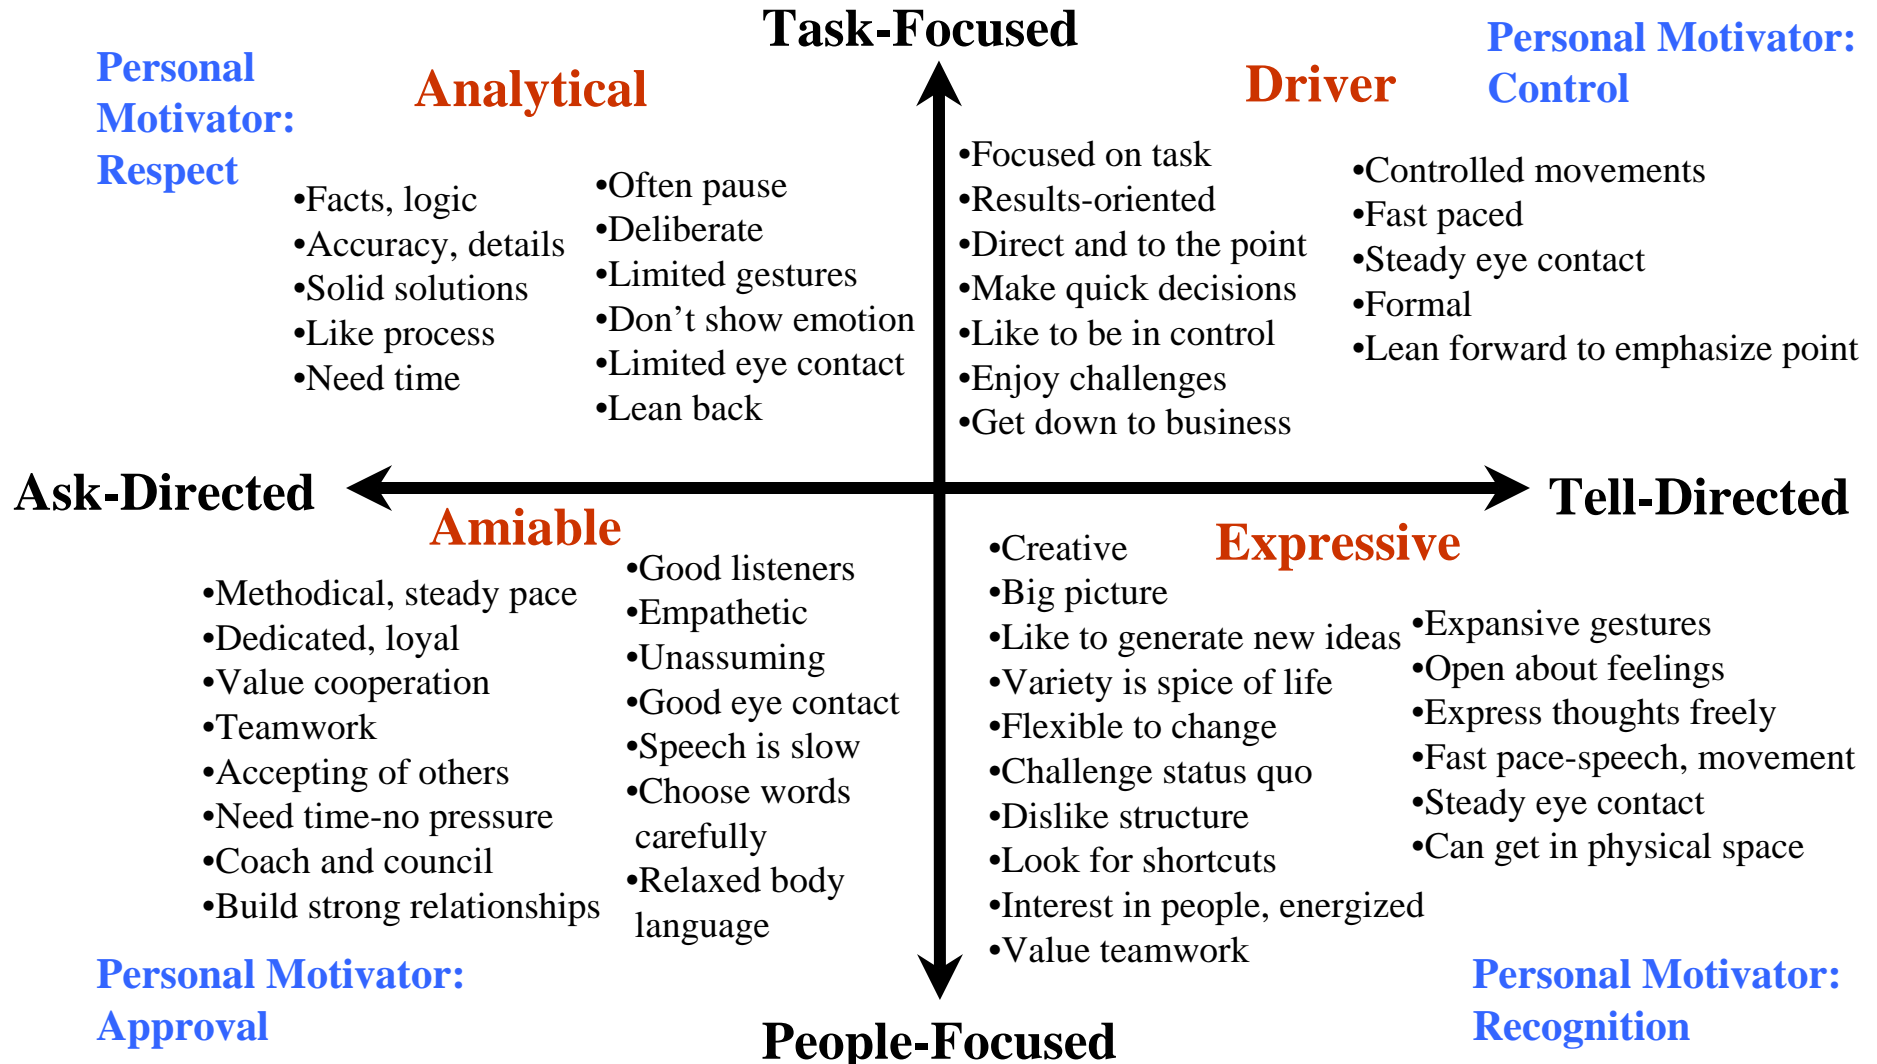 Task-Focused
Personal
Motivator:
Respect
Analytical
•Facts, logic
•Accuracy, details
•Solid solutions
•Like process
•Need time
•Often pause
•Deliberate
•Limited gestures
•Don’t show emotion
•Limited eye contact
•Lean back
Driver
Personal Motivator:
Control
•Focused on task
•Results-oriented
•Direct and to the point
•Make quick decisions
•Like to be in control
•Enjoy challenges
•Get down to business
•Controlled movements
•Fast paced
•Steady eye contact
•Formal
•Lean forward to emphasize point
Ask-Directed
Tell-Directed
Amiable
•Methodical, steady pace
•Dedicated, loyal
•Value cooperation
•Teamwork
•Accepting of others
•Need time-no pressure
•Coach and council
•Build strong relationships
•Good listeners
•Empathetic
•Unassuming
•Good eye contact
•Speech is slow
•Choose words
carefully
•Relaxed body
language
Personal Motivator:
Approval
Expressive
•Creative
•Big picture
•Like to generate new ideas
•Variety is spice of life
•Flexible to change
•Challenge status quo
•Dislike structure
•Look for shortcuts
•Interest in people, energized
•Value teamwork
•Expansive gestures
•Open about feelings
•Express thoughts freely
•Fast pace-speech, movement
•Steady eye contact
•Can get in physical space
Personal Motivator:
Recognition
People-Focused